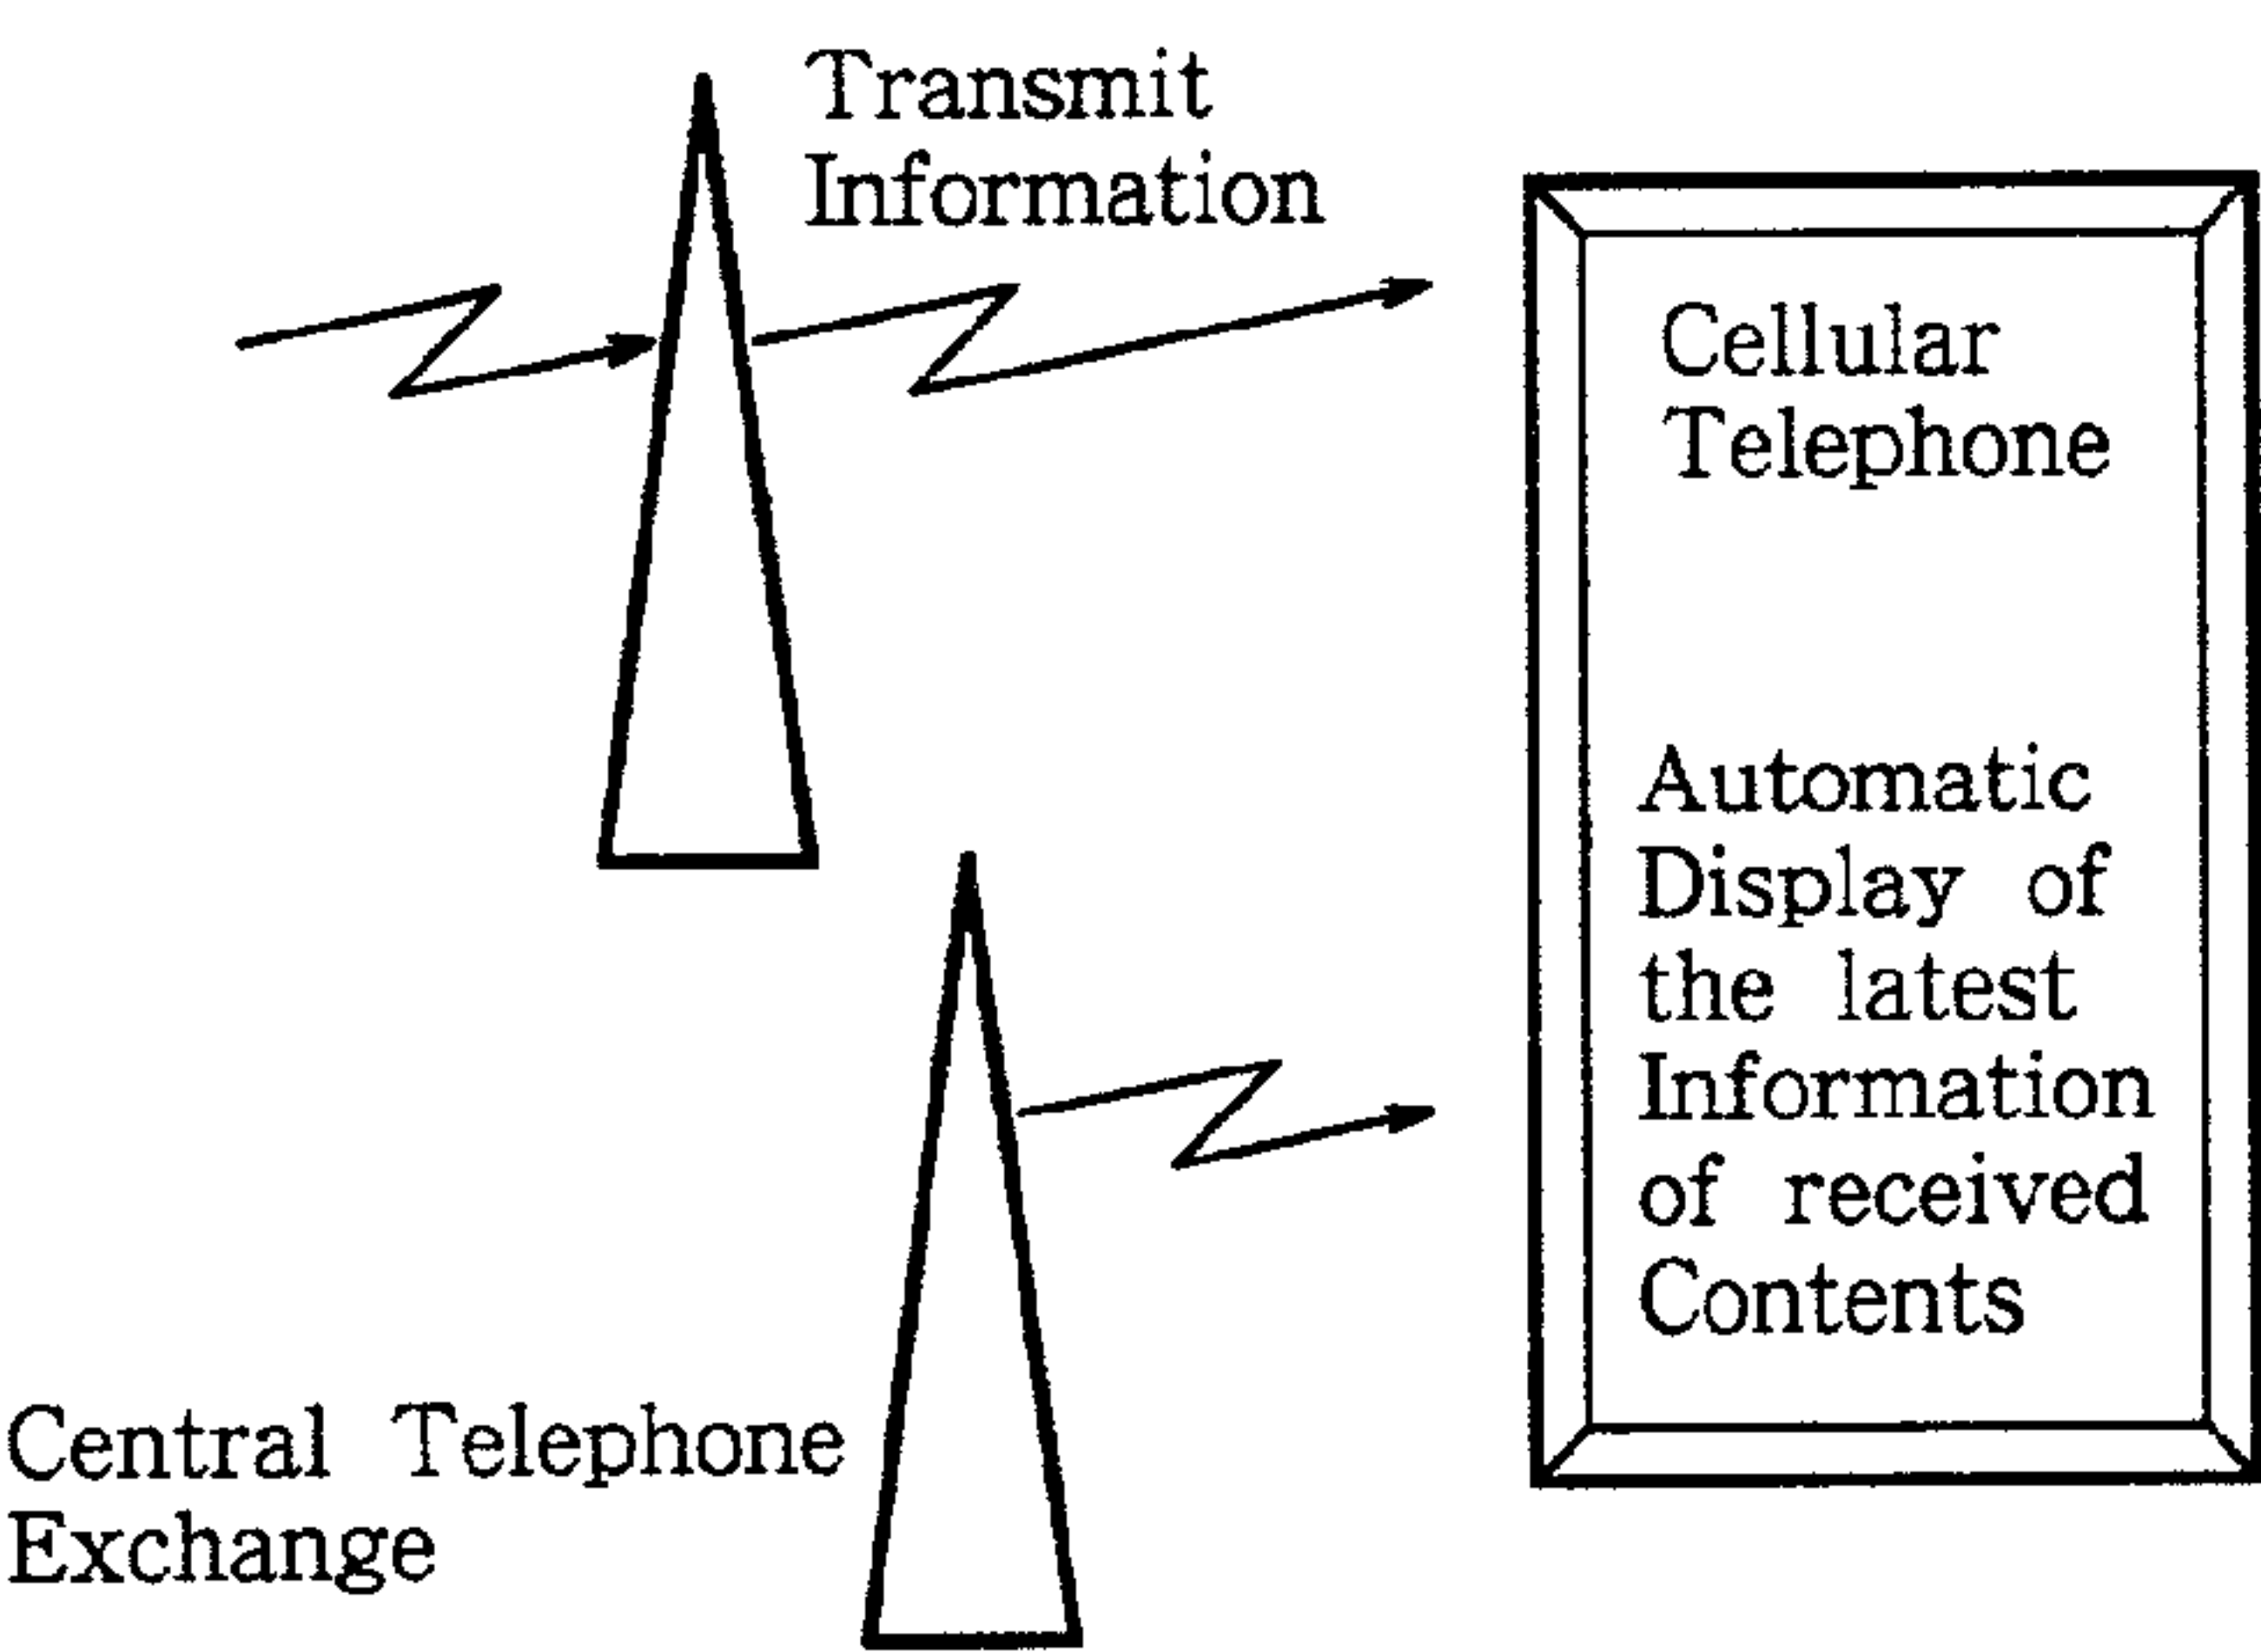 Transmit
Information
Cellular
Telephone
Automatic
Display of
the latest
Information
of received
Contents
Central Telephone
Exchange